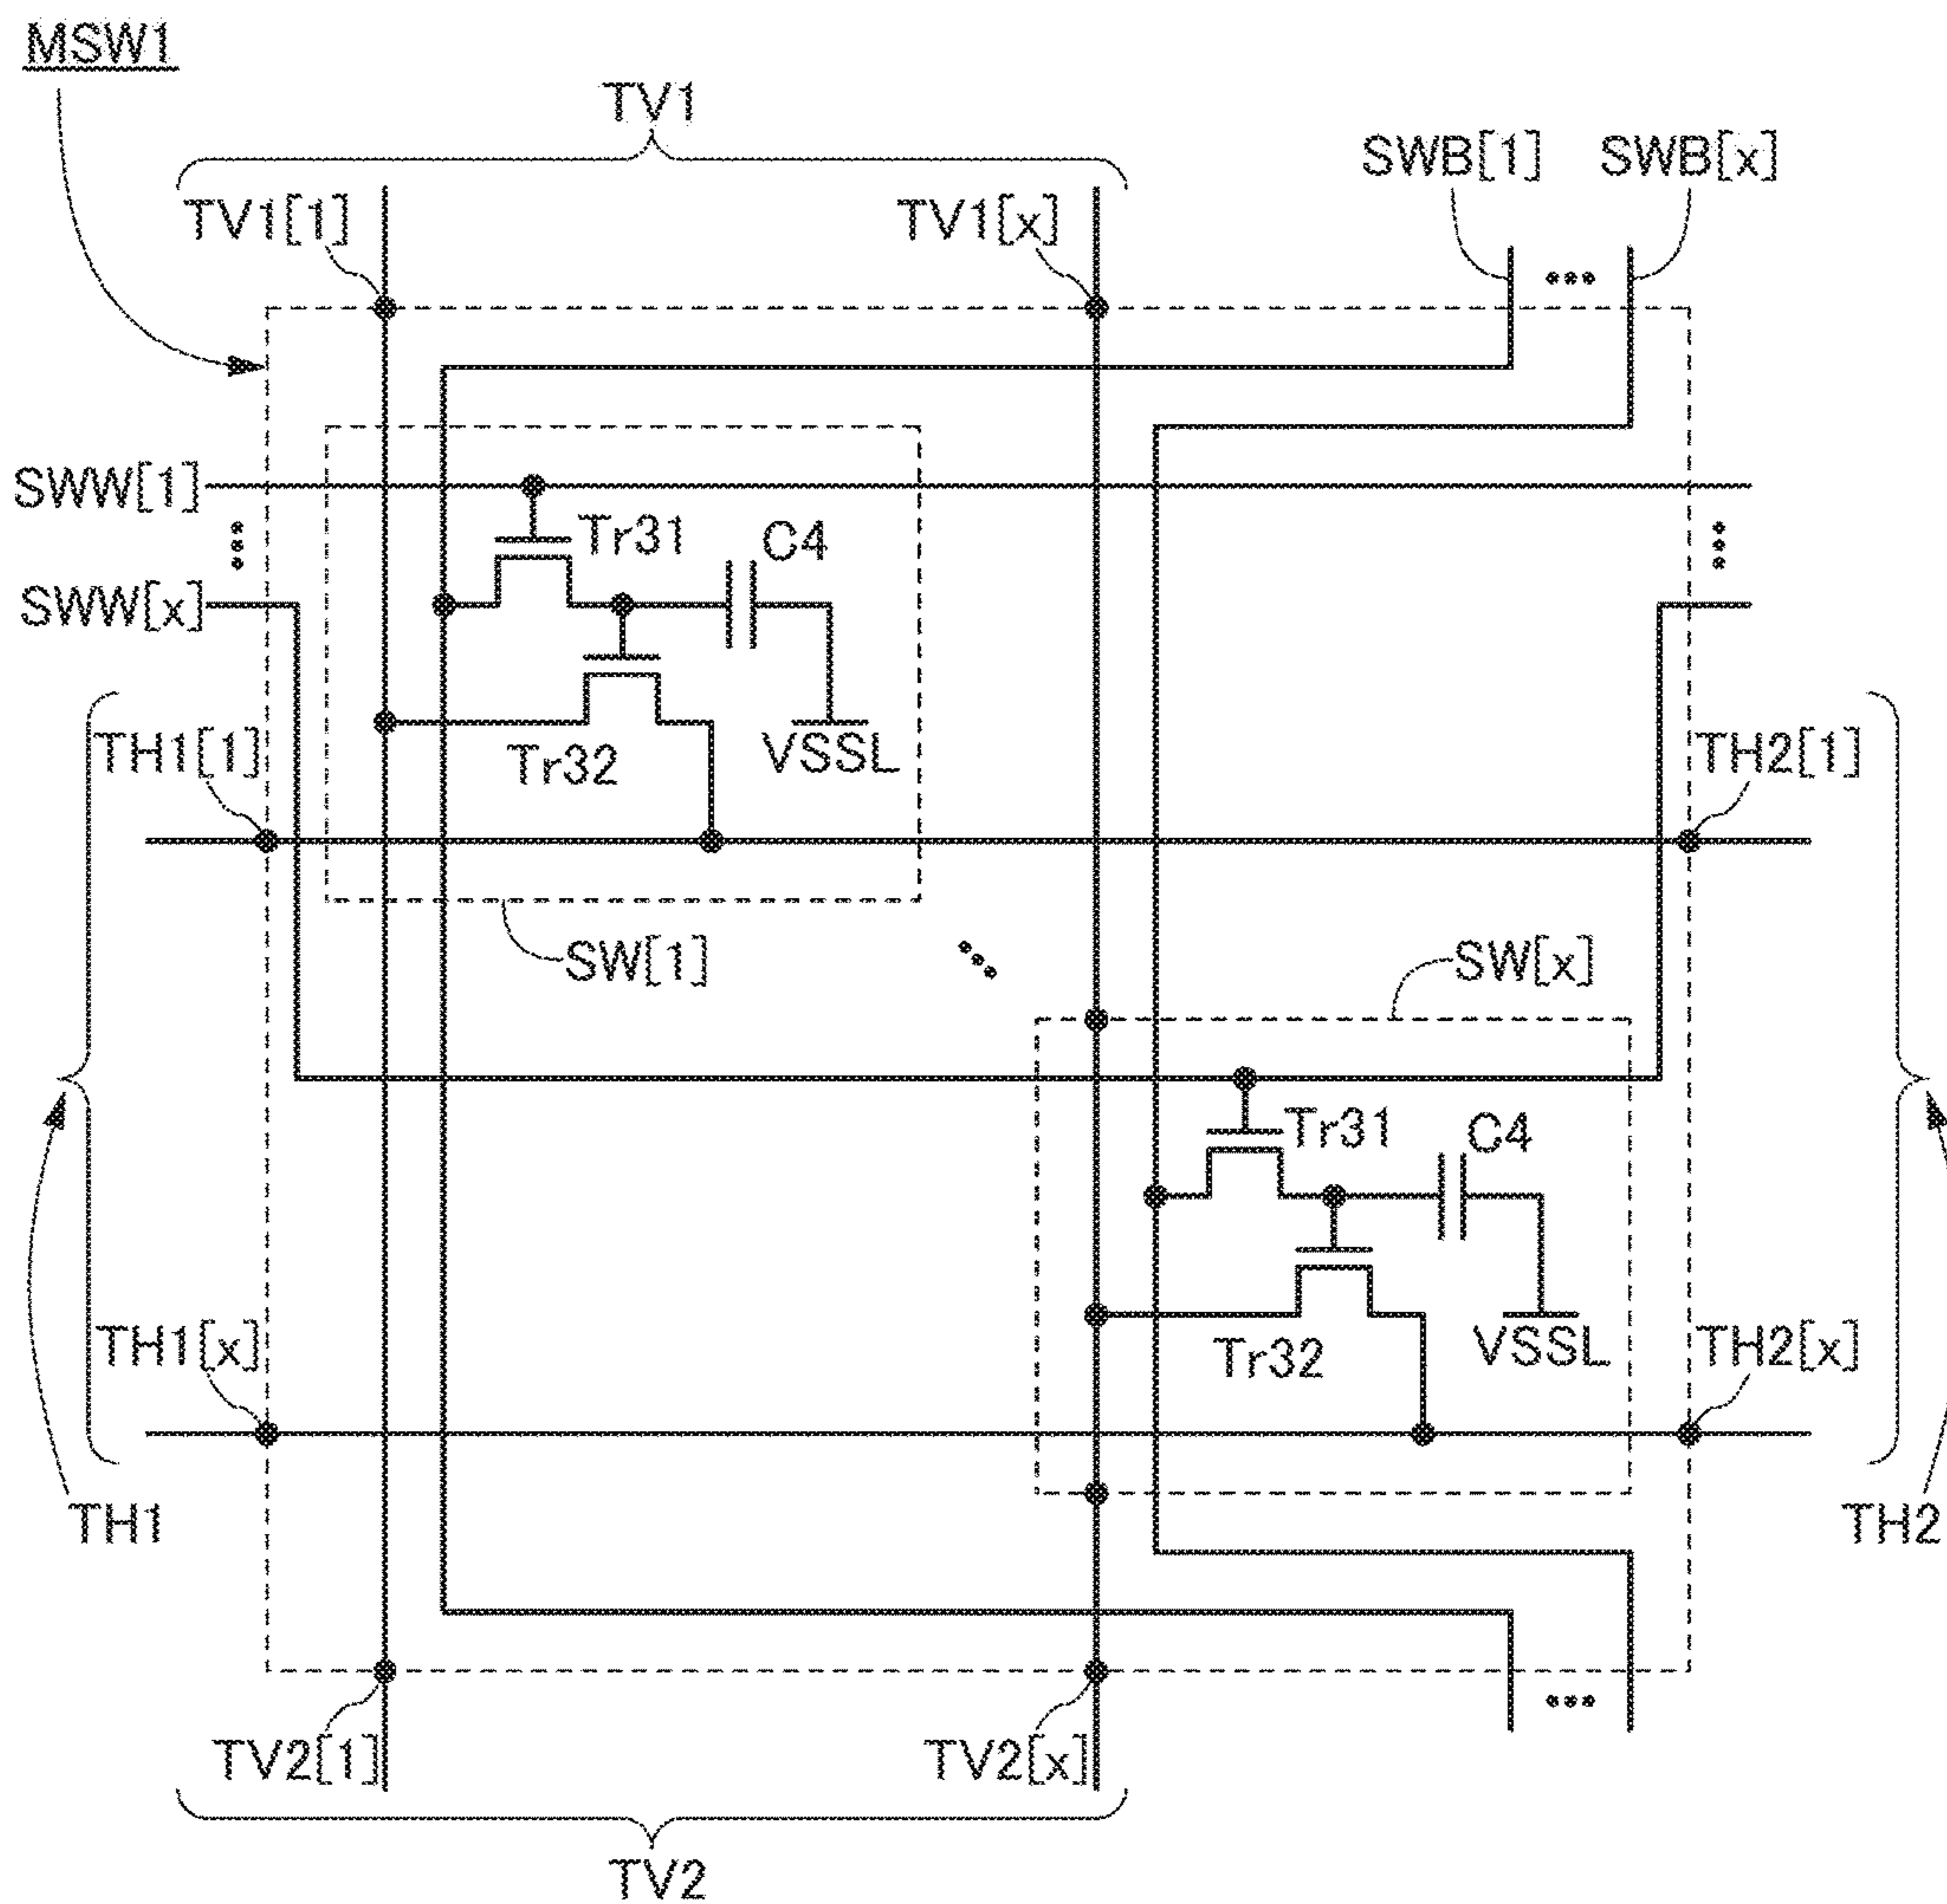 MSW1
TV1
SWB[1] SWB[x]
TV1[1] TV1[x]
SWW[1]
Tr31 C4
SWW[x]
TH1[1] Tr32 VSSL TH2[1]
SW[1] SW[x]
Tr31 C4
TH1[x] Tr32 VSSL TH2[x]
TH1 TH2
TV2[1] TV2[x]
TV2